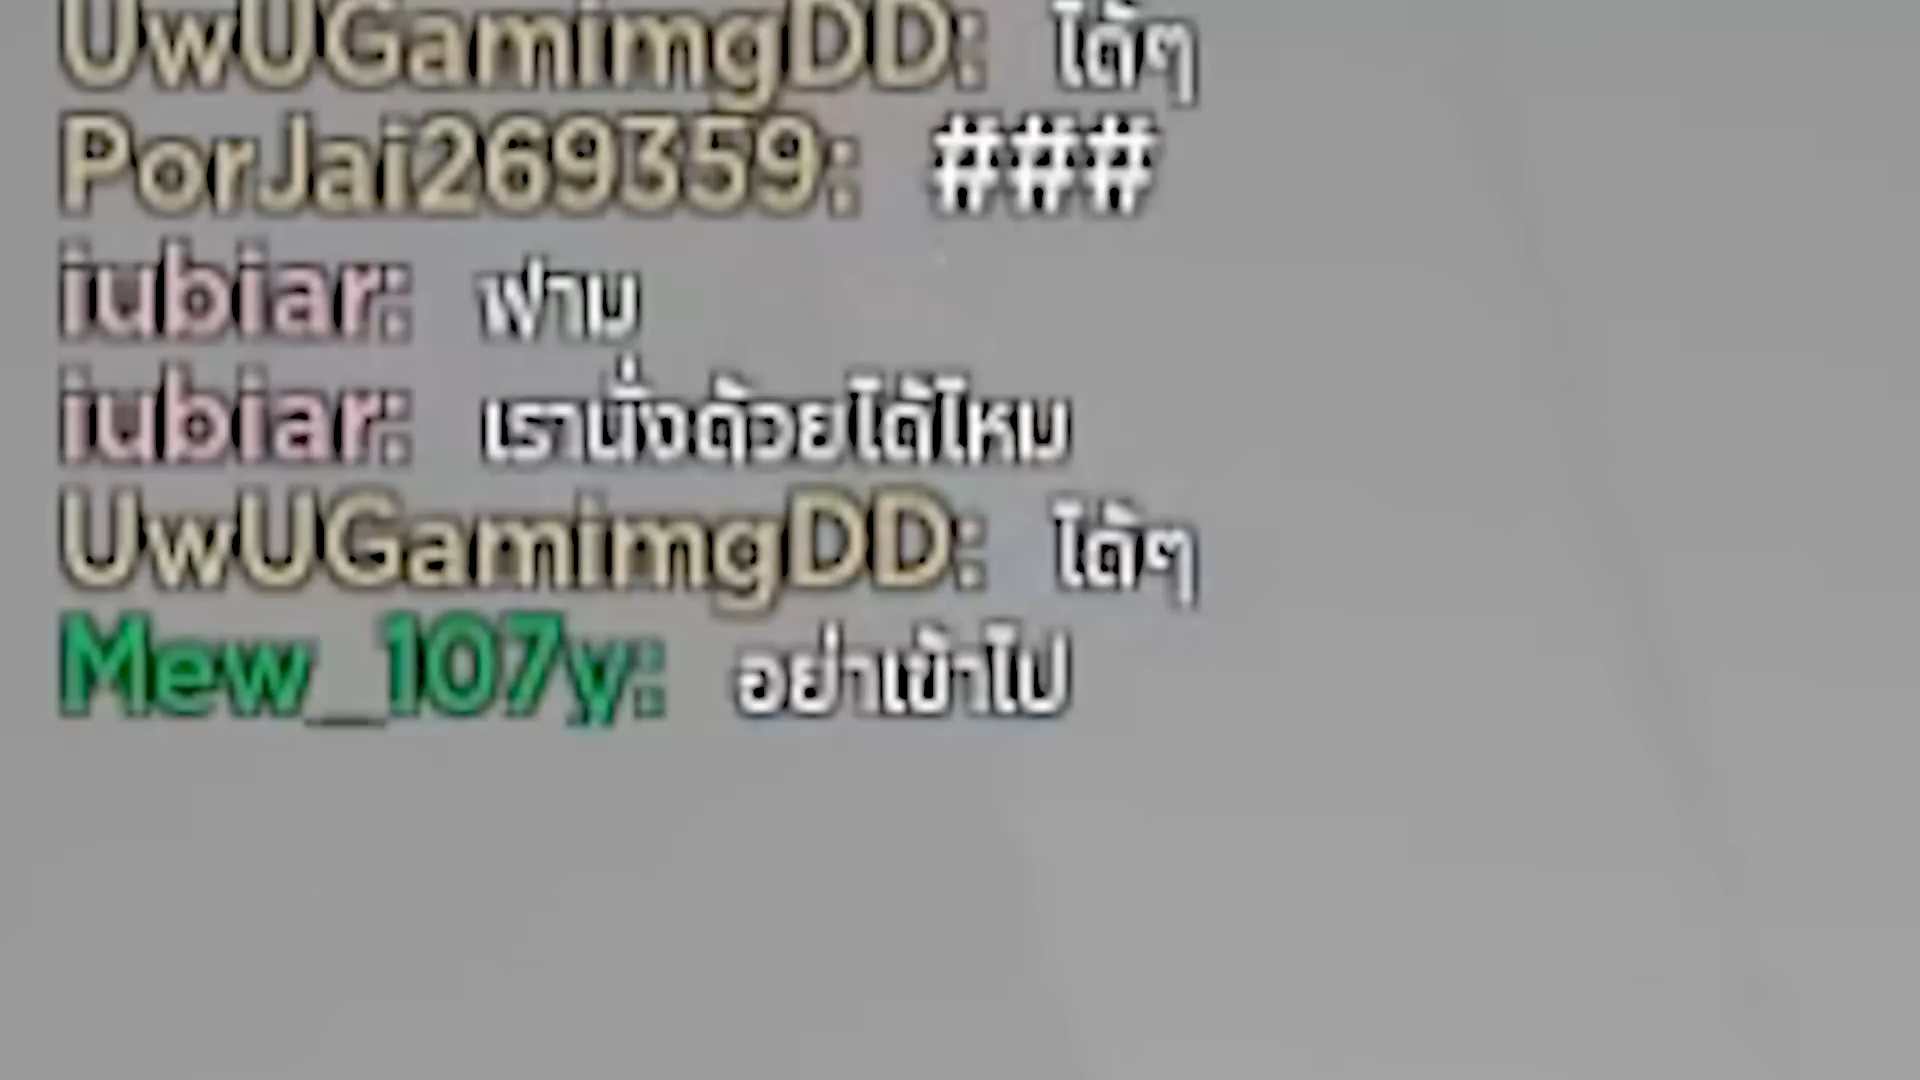 UwUGamimgDD: ได้ๆ
PorJai269359: ###
iubiar: ฟาม
iubiar: เรานั่งด้วยได้ไหม
UwUGamimgDD: ได้ๆ
Mew_107y: อย่าเข้าไป